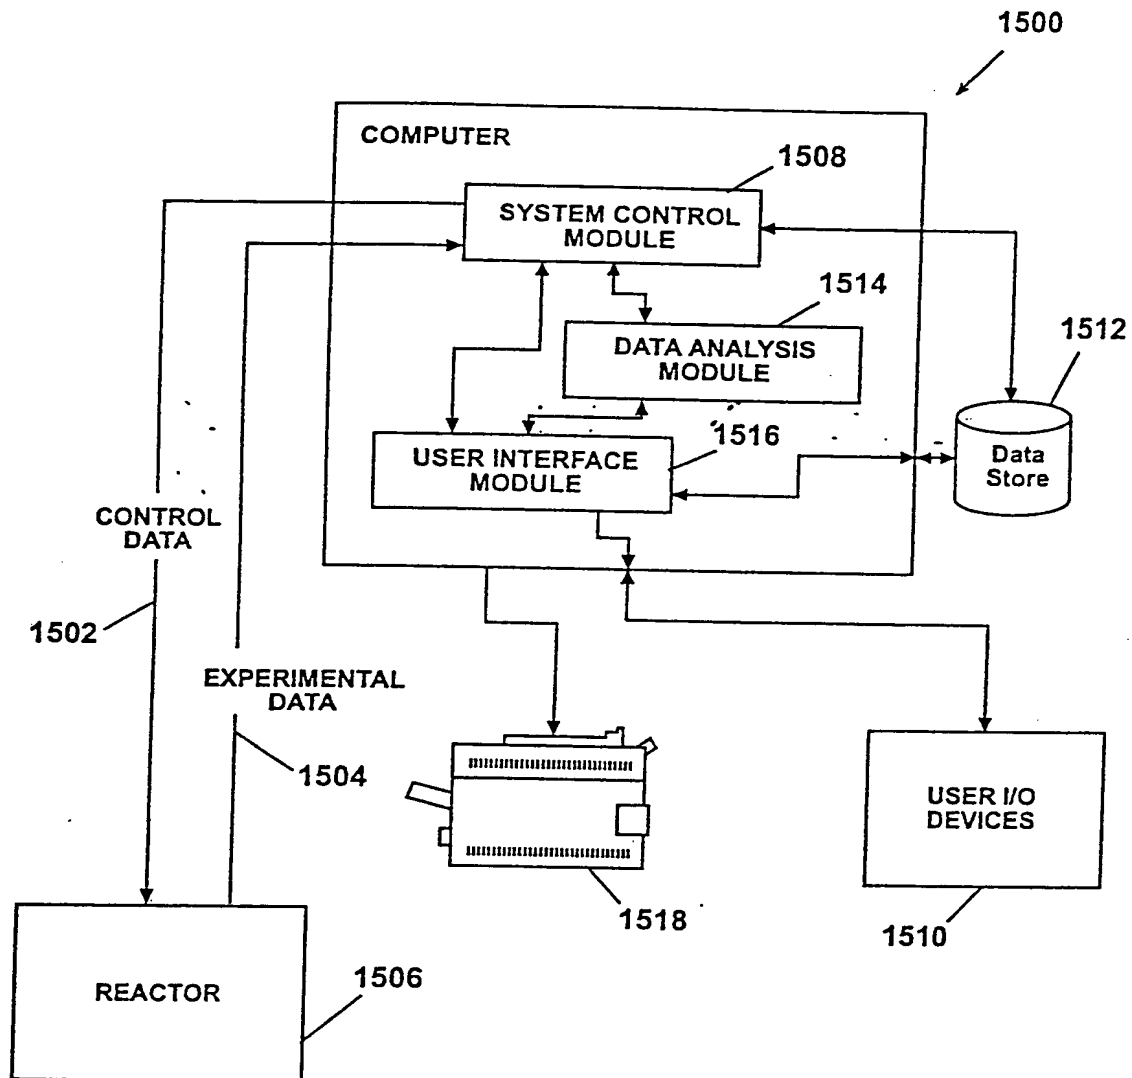 1500
COMPUTER
1508
SYSTEM CONTROL
MODULE
1514
DATA ANALYSIS
MODULE
1512
Data
Store
1516
USER INTERFACE
MODULE
CONTROL
DATA
1502
EXPERIMENTAL
DATA
1504
USER I/O
DEVICES
1518
1510
REACTOR
1506